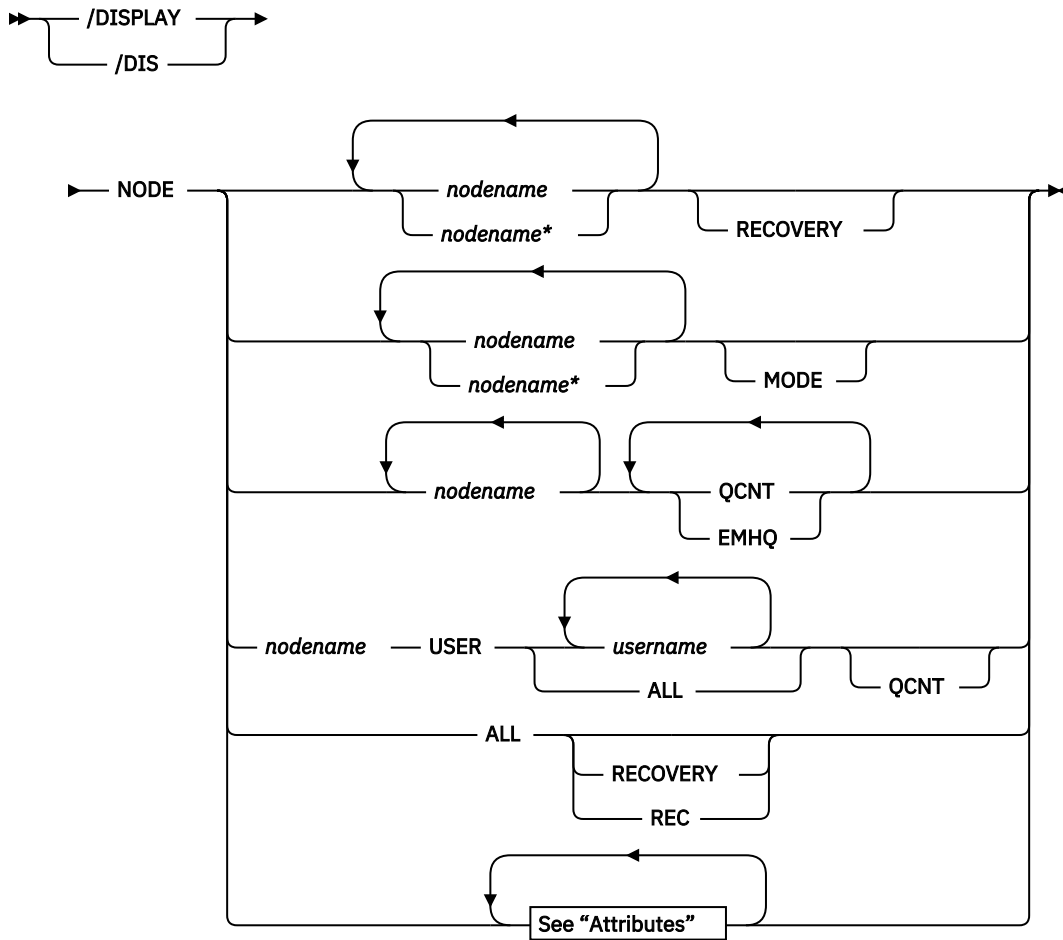 /DISPLAY
/DIS
NODE
nodename
nodename*
RECOVERY
nodename
nodename*
MODE
nodename
QCNT
EMHQ
nodename USER username
ALL
QCNT
ALL
RECOVERY
REC
See “Attributes”